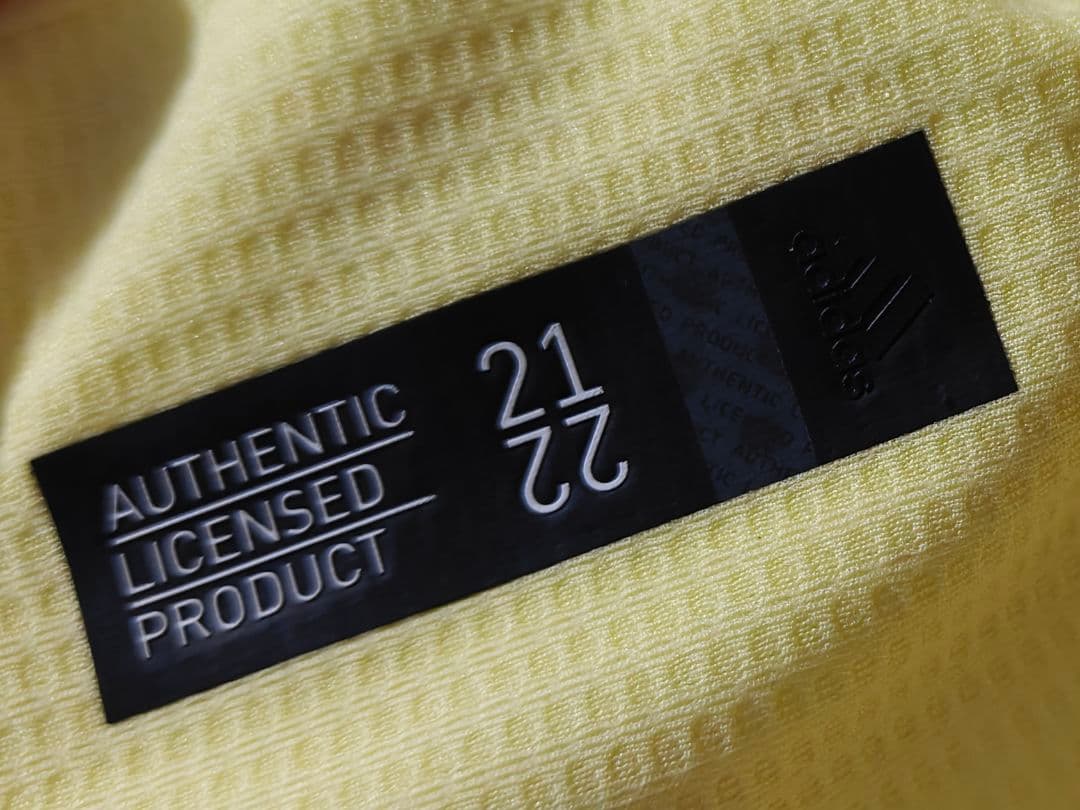 AUTHENTIC
LICENSED
PRODUCT
21
22
adidas